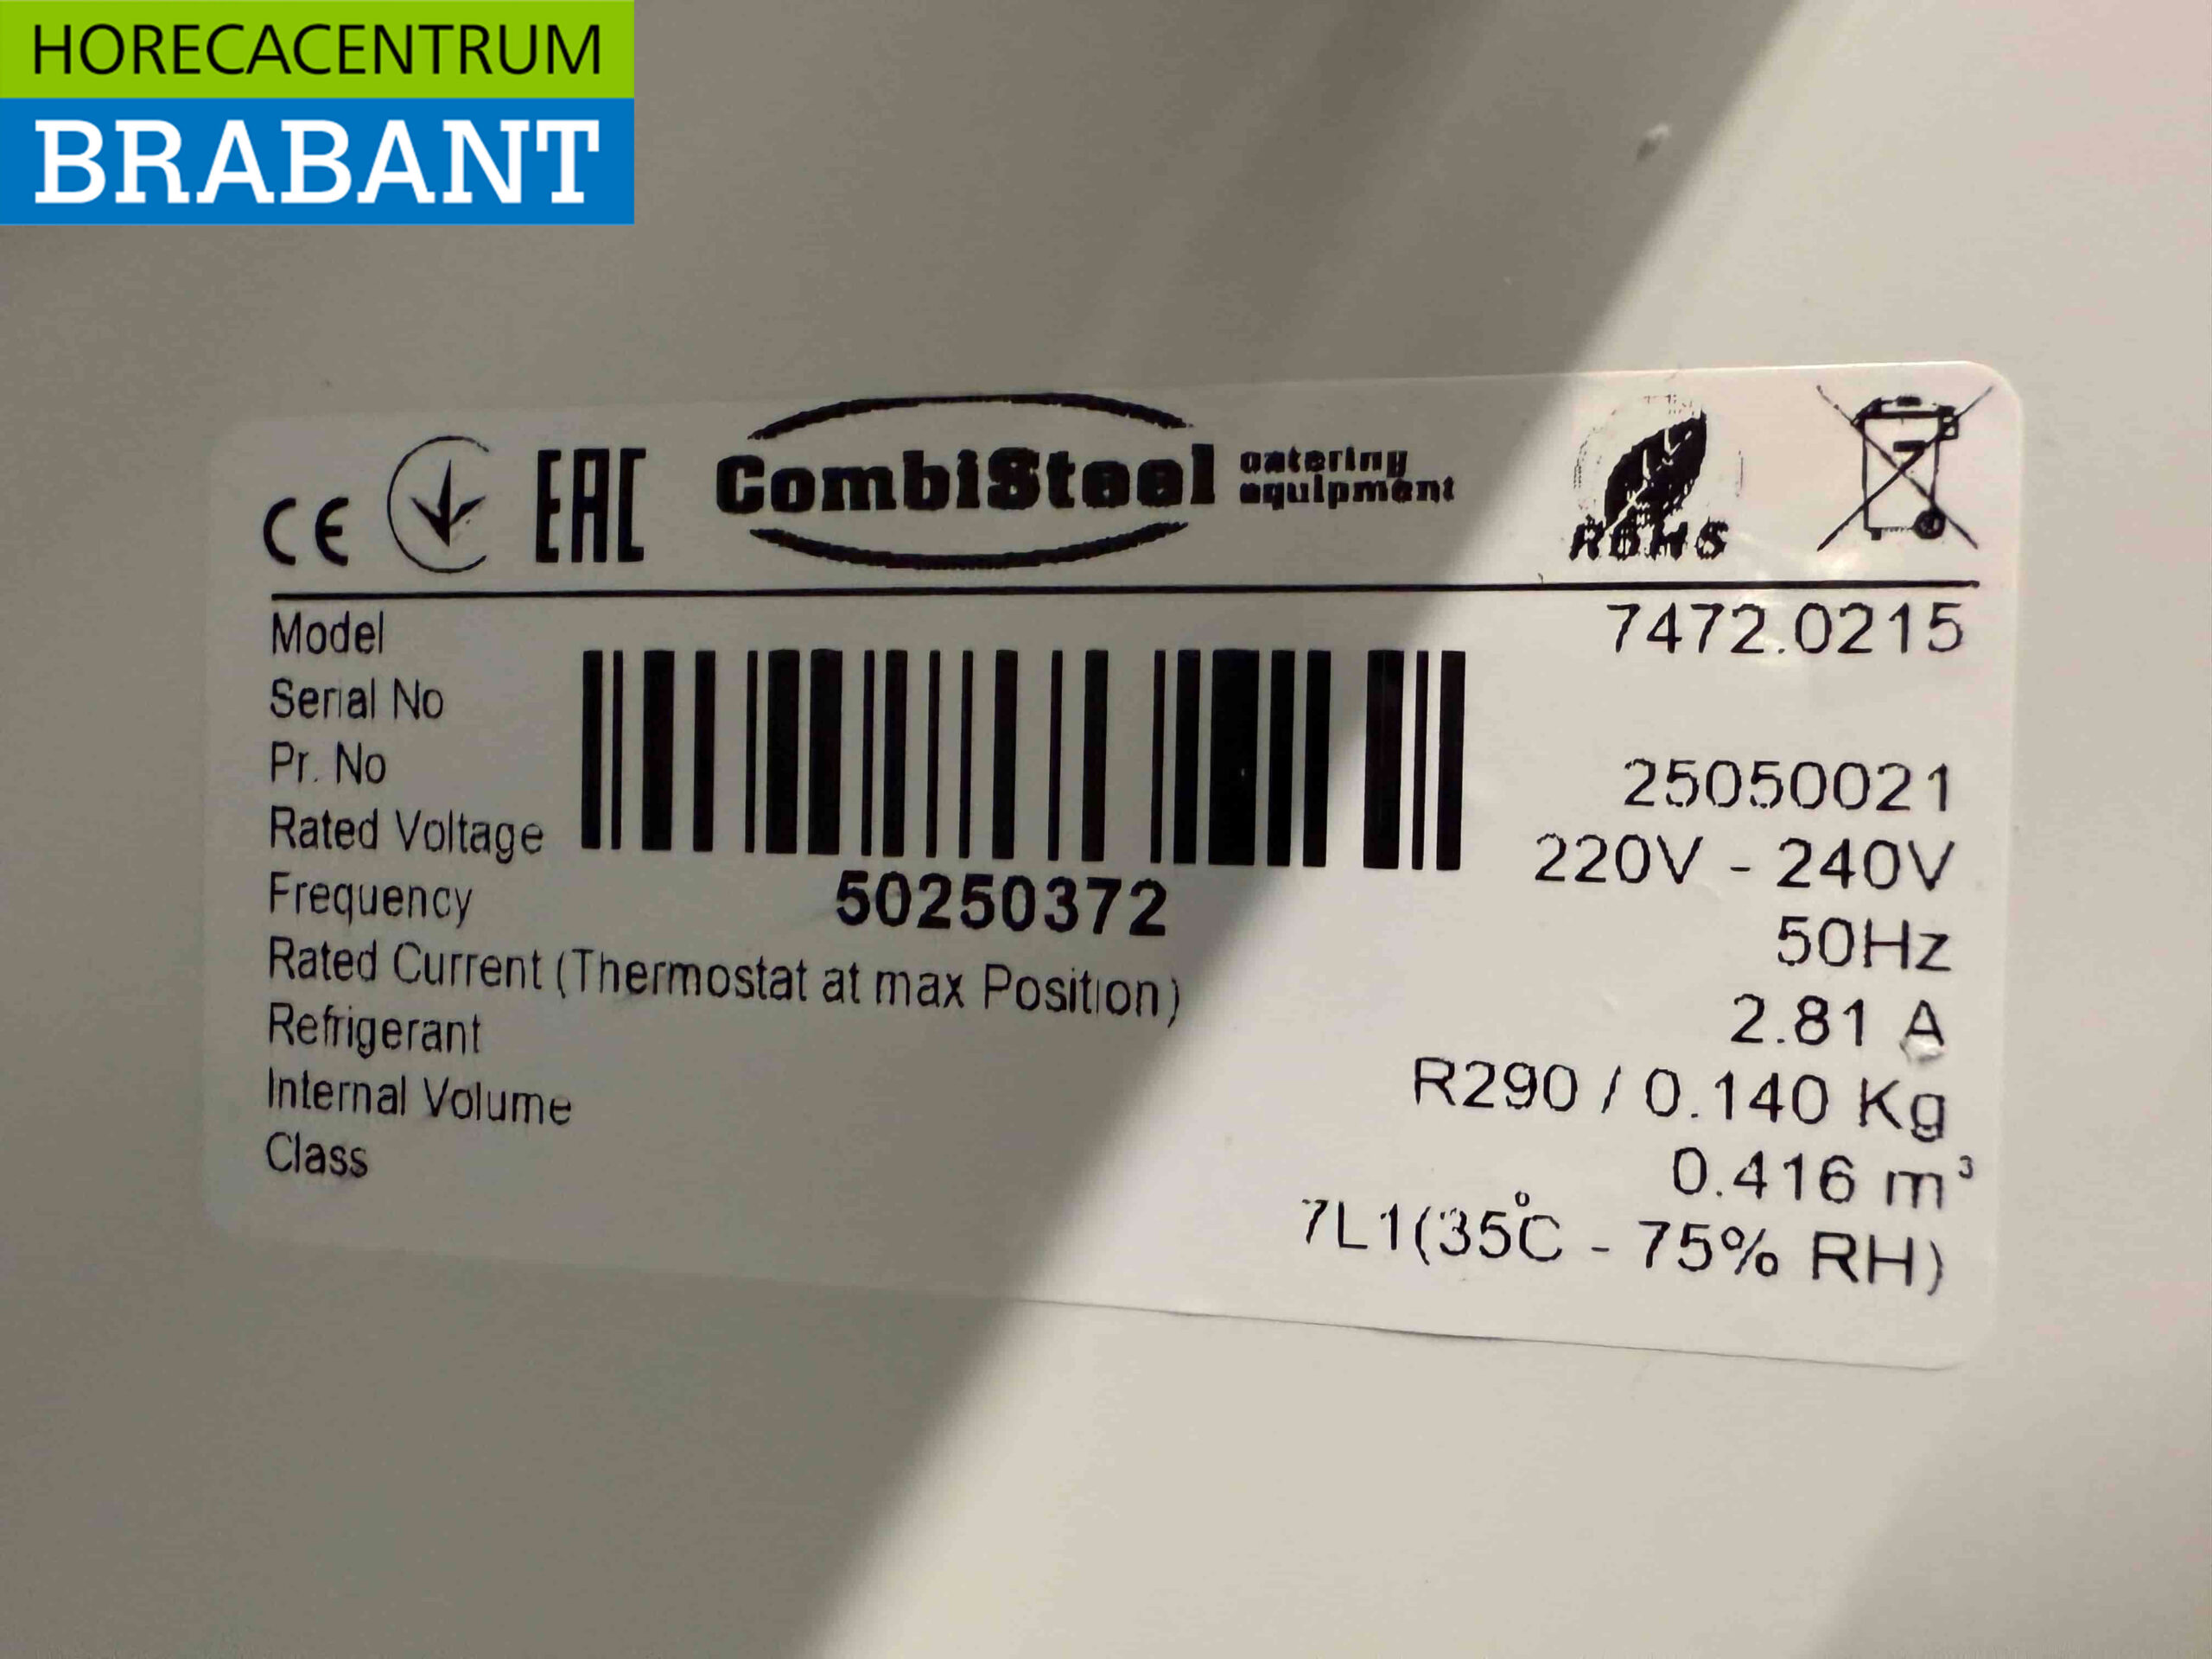 HORECACENTRUM
BRABANT
CE EAC CombiSteel catering equipment RoHS
Model 7472.0215
Serial No
Pr. No 25050021
Rated Voltage 220V - 240V
50250372
Frequency 50Hz
Rated Current (Thermostat at max Position) 2.81 A
Refrigerant R290 / 0.140 Kg
Internal Volume 0.416 m³
Class 7L1(35°C - 75% RH)